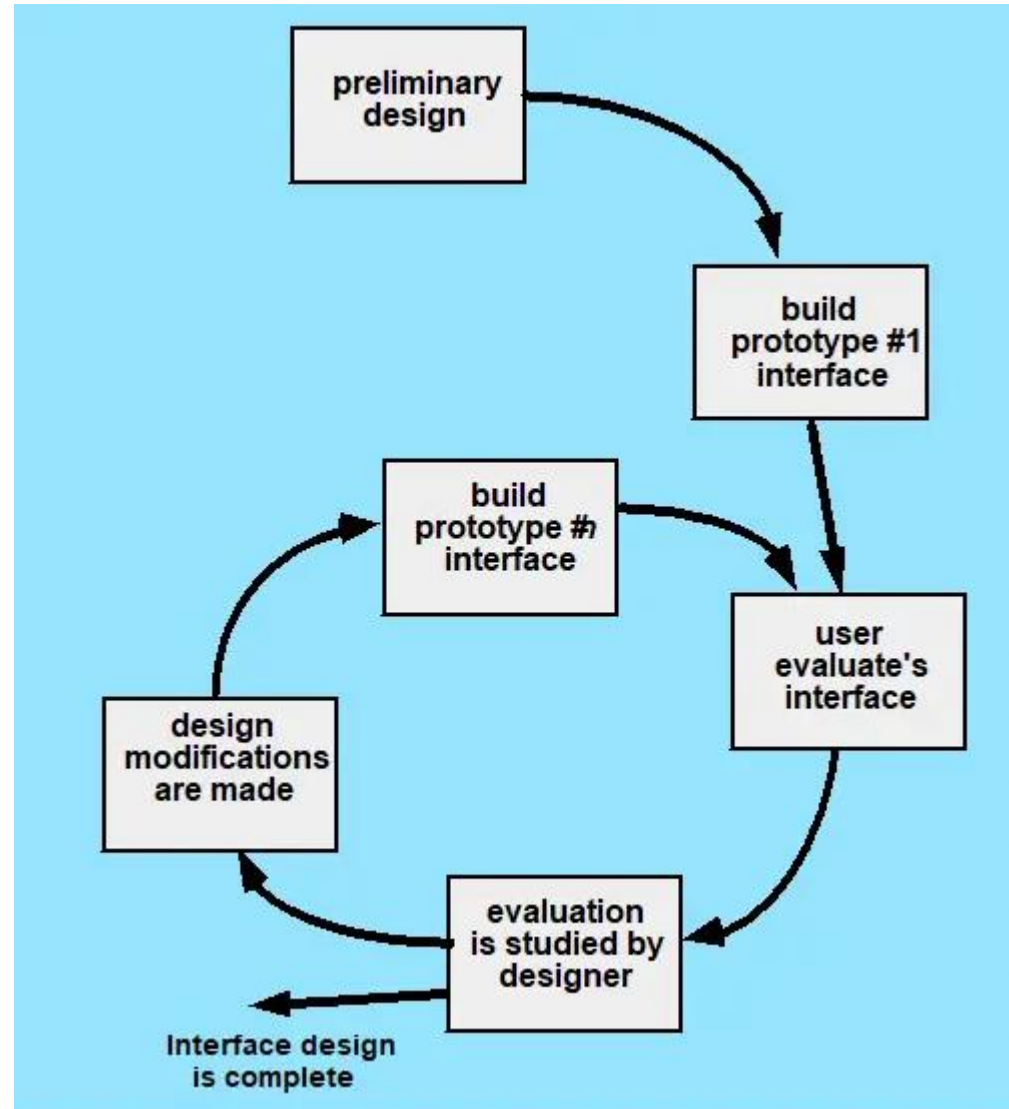 preliminary
design
build
prototype #1
interface
build
prototype #n
interface
user
evaluate's
interface
design
modifications
are made
evaluation
is studied by
designer
Interface design
is complete